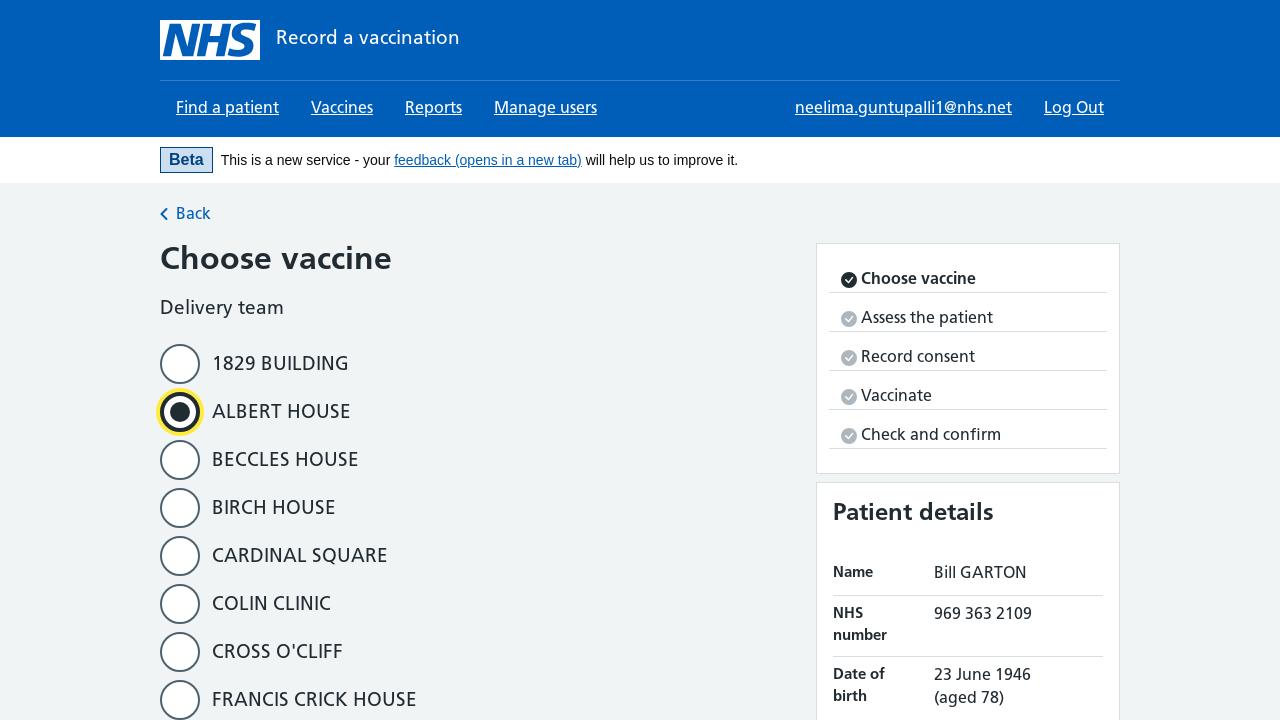 NHS Record a vaccination
Find a patient Vaccines Reports Manage users neelima.guntupalli1@nhs.net Log Out
Beta This is a new service - your feedback (opens in a new tab) will help us to improve it.
Back
Choose vaccine
Delivery team
1829 BUILDING
ALBERT HOUSE
BECCLES HOUSE
BIRCH HOUSE
CARDINAL SQUARE
COLIN CLINIC
CROSS O'CLIFF
FRANCIS CRICK HOUSE
Choose vaccine
Assess the patient
Record consent
Vaccinate
Check and confirm
Patient details
Name Bill GARTON
NHS number 969 363 2109
Date of birth 23 June 1946
(aged 78)